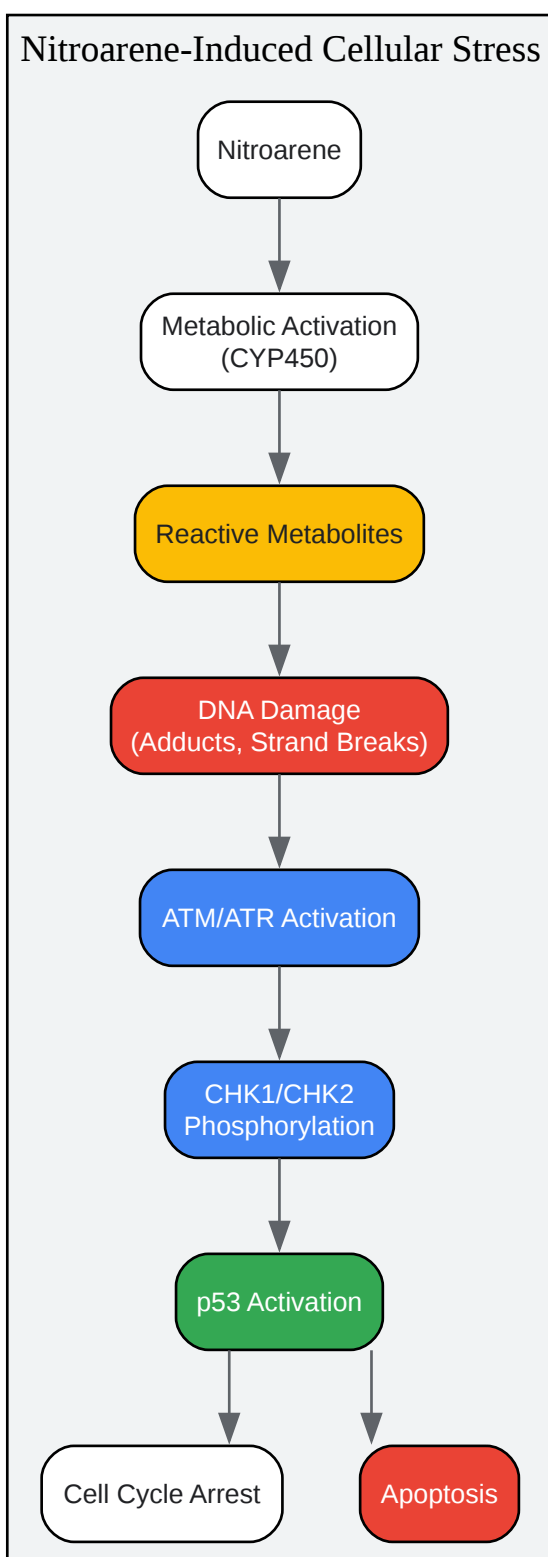 Nitroarene-Induced Cellular Stress
Nitroarene
Metabolic Activation
(CYP450)
Reactive Metabolites
DNA Damage
(Adducts, Strand Breaks)
ATM/ATR Activation
CHK1/CHK2
Phosphorylation
p53 Activation
Cell Cycle Arrest
Apoptosis